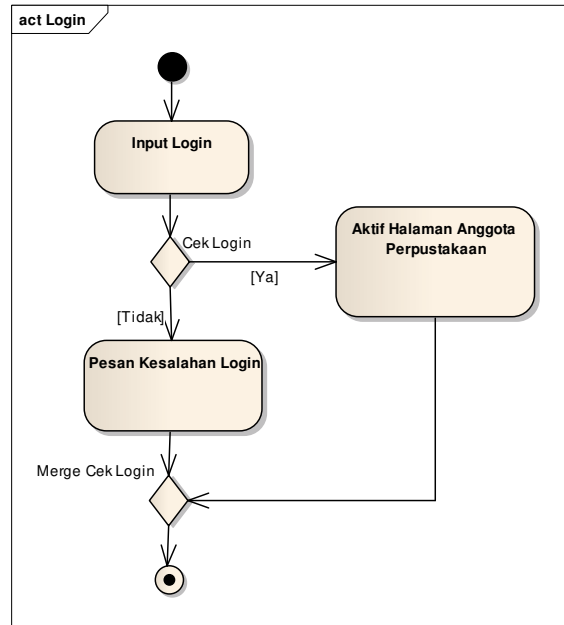 act Login
Input Login
Cek Login
[Ya]
Aktif Halaman Anggota
Perpustakaan
[Tidak]
Pesan Kesalahan Login
Merge Cek Login